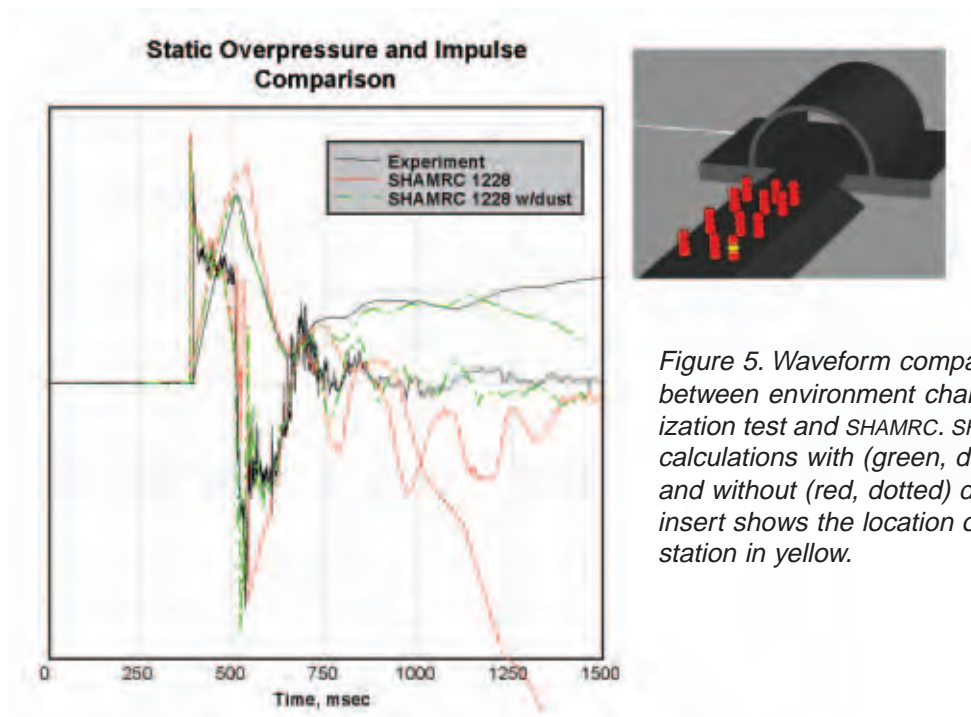 Static Overpressure and Impulse
Comparison
Experiment
SHAMRC 1228
SHAMRC 1228 w/dust
0
250
500
750
1000
1250
1500
Time, msec
Figure 5. Waveform compa
between environment char
ization test and SHAMRC. SH
calculations with (green, d
and without (red, dotted) d
insert shows the location o
station in yellow.